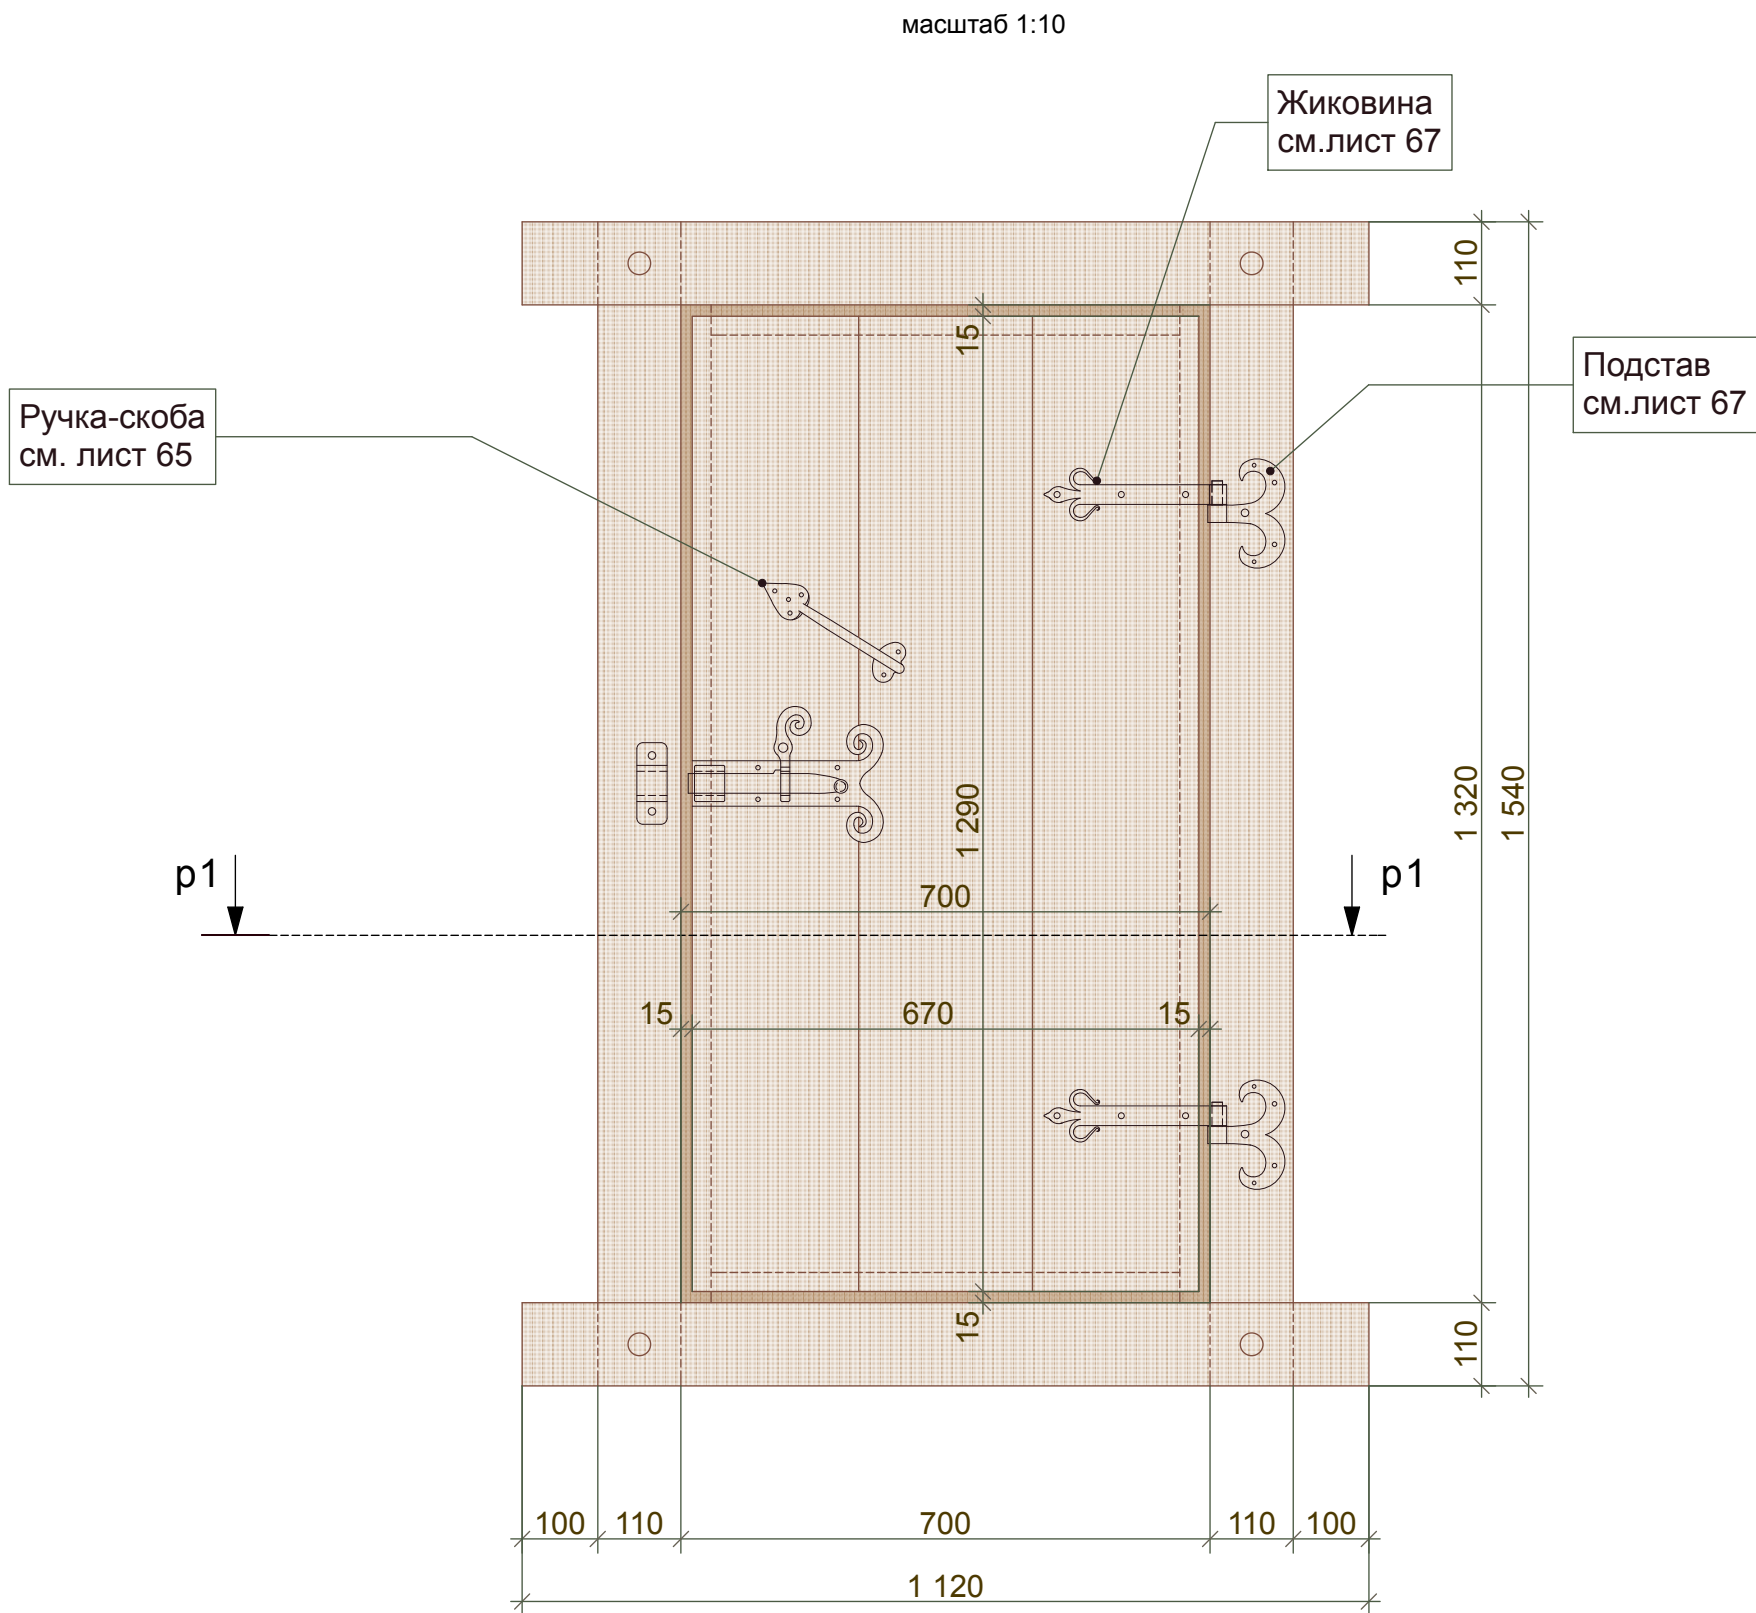 масштаб 1:10
Жиковина
см.лист 67
110
15
Подстав
см.лист 67
Ручка-скоба
см. лист 65
1 290
1 320
1 540
р1
р1
700
15
670
15
15
110
100
110
700
110
100
1 120